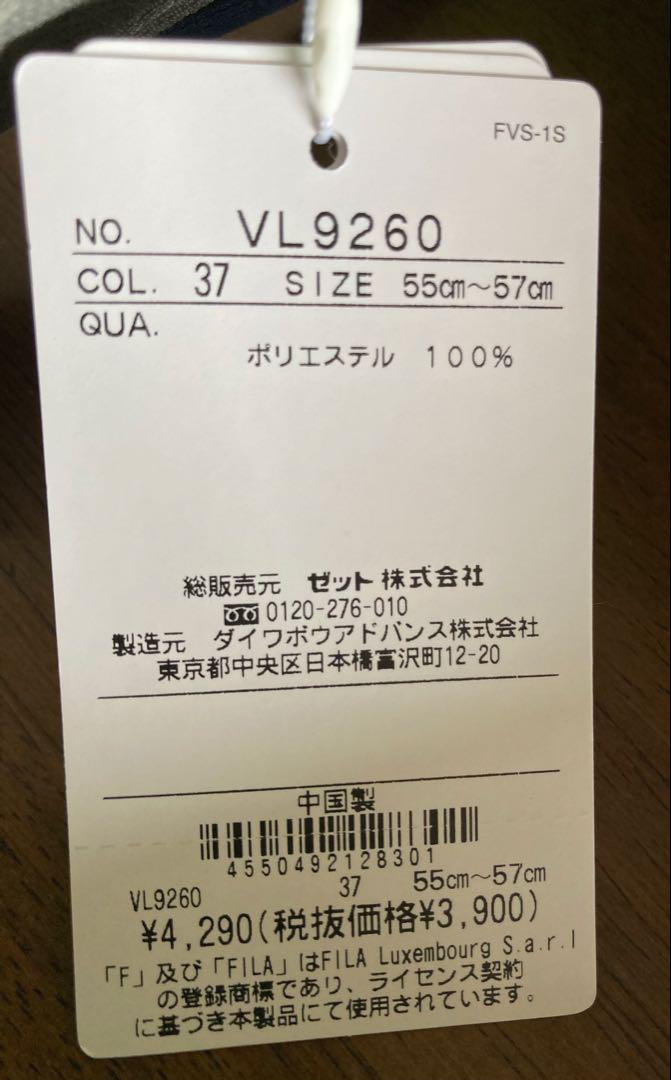 FVS-1S
NO. VL9260
COL. 37 SIZE 55cm～57cm
QUA.
ポリエステル 100%
総販売元 ゼット株式会社
0120-276-010
製造元 ダイワボウアドバンス株式会社
東京都中央区日本橋富沢町12-20
中国製
4550492128301
VL9260 37 55cm～57cm
¥4,290(税抜価格¥3,900)
「F」及び「FILA」はFILA Luxembourg S.a.r.l
の登録商標であり、ライセンス契約
に基づき本製品にて使用されています。